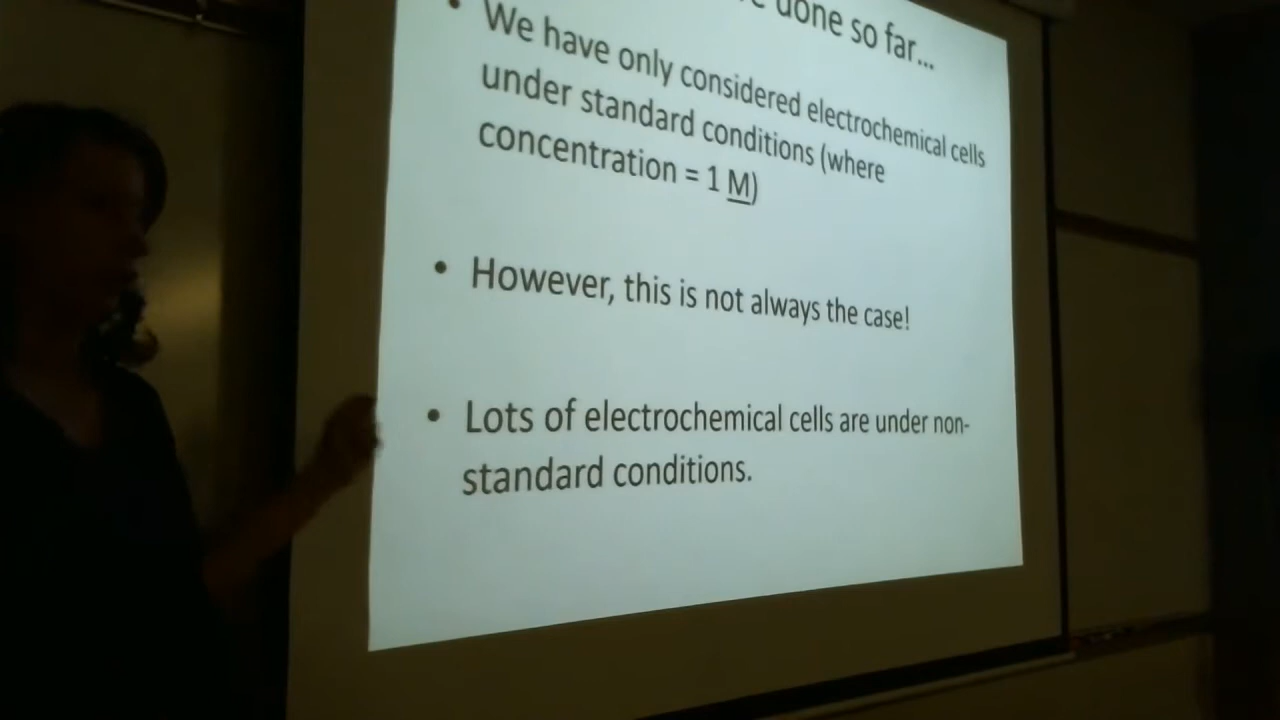 done so far...
• We have only considered electrochemical cells
under standard conditions (where
concentration = 1 M)
• However, this is not always the case!
• Lots of electrochemical cells are under non-
standard conditions.